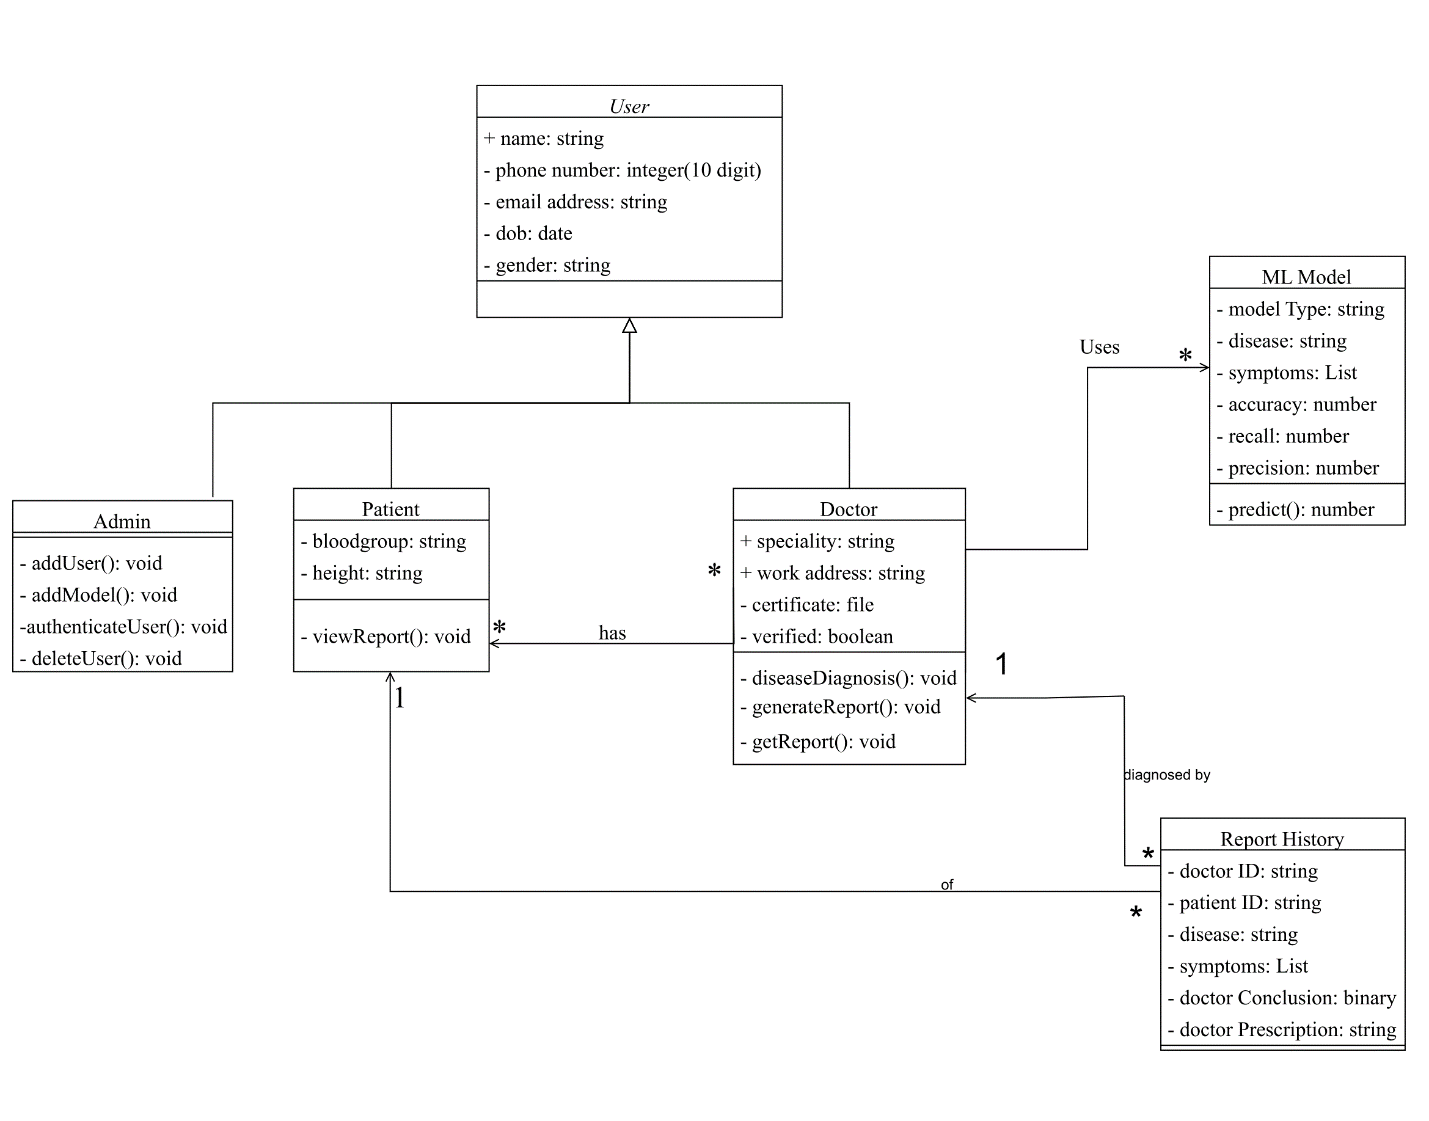 User
+ name: string
- phone number: integer(10 digit)
- email address: string
- dob: date
- gender: string
ML Model
- model Type: string
- disease: string
- symptoms: List
- accuracy: number
- recall: number
- precision: number
- predict(): number
Uses
*
Admin
- addUser(): void
- addModel(): void
-authenticateUser(): void
- deleteUser(): void
Patient
- bloodgroup: string
- height: string
- viewReport(): void
*
has
*
1
Doctor
+ speciality: string
+ work address: string
- certificate: file
- verified: boolean
- diseaseDiagnosis(): void
- generateReport(): void
- getReport(): void
1
diagnosed by
*
of
*
Report History
- doctor ID: string
- patient ID: string
- disease: string
- symptoms: List
- doctor Conclusion: binary
- doctor Prescription: string